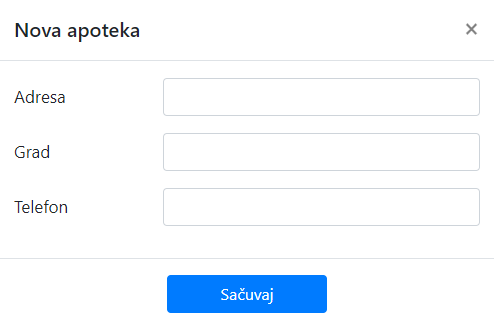 Nova apoteka ×
Adresa
Grad
Telefon
Sačuvaj